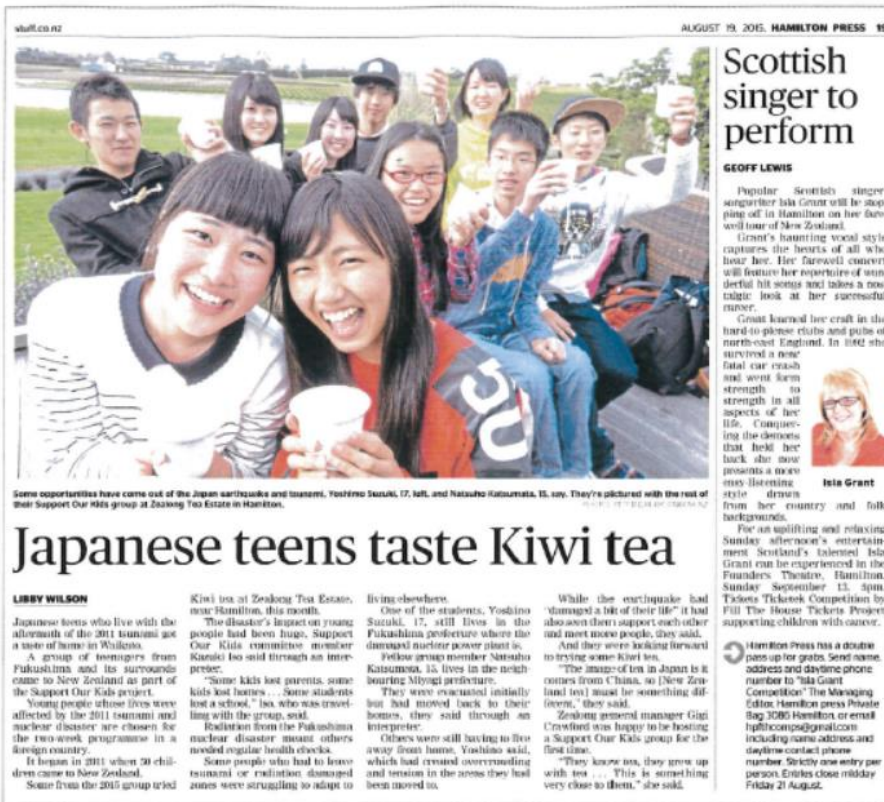 stuff.co.nz
AUGUST 19, 2015, HAMILTON PRESS
Some opportunities have come out of the Japan earthquake and tsunami, Yoshino Suzuki, 17, left, and Natsuho Katsumata, 15, say. They're pictured with the rest of
their Support Our Kids group at Zealong Tea Estate in Hamilton.
Japanese teens taste Kiwi tea
LIBBY WILSON
Japanese teens who live with the
aftermath of the 2011 tsunami got
a taste of home in Waikato.
A group of teenagers from
Fukushima and its surrounds
came to New Zealand as part of
the Support Our Kids project.
Young people whose lives were
affected by the 2011 tsunami and
nuclear disaster are chosen for
the two-week programme in a
foreign country.
It began in 2011 when 30 chil-
dren came to New Zealand.
Some from the 2015 group tried
Kiwi tea at Zealong Tea Estate,
near Hamilton, this month.
The disaster's impact on young
people had been huge, Support
Our Kids committee member
Kazuki Iso said through an inter-
preter.
"Some kids lost parents, some
kids lost homes ... Some students
lost a school," Iso, who was travel-
ling with the group, said.
Radiation from the Fukushima
nuclear disaster meant others
needed regular health checks.
Some people who had to leave
tsunami or radiation damaged
zones were struggling to adapt to
living elsewhere.
One of the students, Yoshino
Suzuki, 17, still lives in the
Fukushima prefecture where the
damaged nuclear power plant is.
Fellow group member Natsuho
Katsumata, 15, lives in the neigh-
bouring Miyagi prefecture.
They were evacuated initially
but had moved back to their
homes, they said through an
interpreter.
Others were still having to live
away from home, Yoshino said,
which had created overcrowding
and tension in the areas they had
been moved to.
While the earthquake had
"damaged a bit of their life" it had
also seen them support each other
and meet more people, they said.
And they were looking forward
to trying some Kiwi tea.
"The image of tea in Japan is it
comes from China, so [New Zea-
land tea] must be something dif-
ferent," they said.
Zealong general manager Gigi
Crawford was happy to be hosting
a Support Our Kids group for the
first time.
"They know tea, they grew up
with tea ... This is something
very close to them," she said.
Scottish
singer to
perform
GEOFF LEWIS
Popular Scottish singer
songwriter Isla Grant will be stop
ping off in Hamilton on her fare
well tour of New Zealand.
Grant's haunting vocal style
captures the hearts of all who
hear her. Her farewell concert
will feature her repertoire of won
derful hit songs and takes a nos
talgic look at her successful
career.
Grant learned her craft in the
hard-to-please clubs and pubs of
north-east England. In 1992 she
survived a near
fatal car crash
and went form
strength to
strength in all
aspects of her
life. Conquer-
ing the demons
that held her
back she now
presents a more
easy-listening
style drawn
from her country and folk
backgrounds.
Isla Grant
For an uplifting and relaxing
Sunday afternoon's entertain-
ment Scotland's talented Isla
Grant can be experienced in the
Founders Theatre, Hamilton,
Sunday September 13, 5pm.
Tickets Ticketek Competition by
Fill The House Tickets Project
supporting children with cancer.
Hamilton Press has a double
pass up for grabs. Send name,
address and daytime phone
number to "Isla Grant
Competition" The Managing
Editor, Hamilton press Private
Bag 3086 Hamilton, or email
hpfthcomps@gmail.com
including name address and
daytime contact phone
number. Strictly one entry per
person. Entries close midday
Friday 21 August.